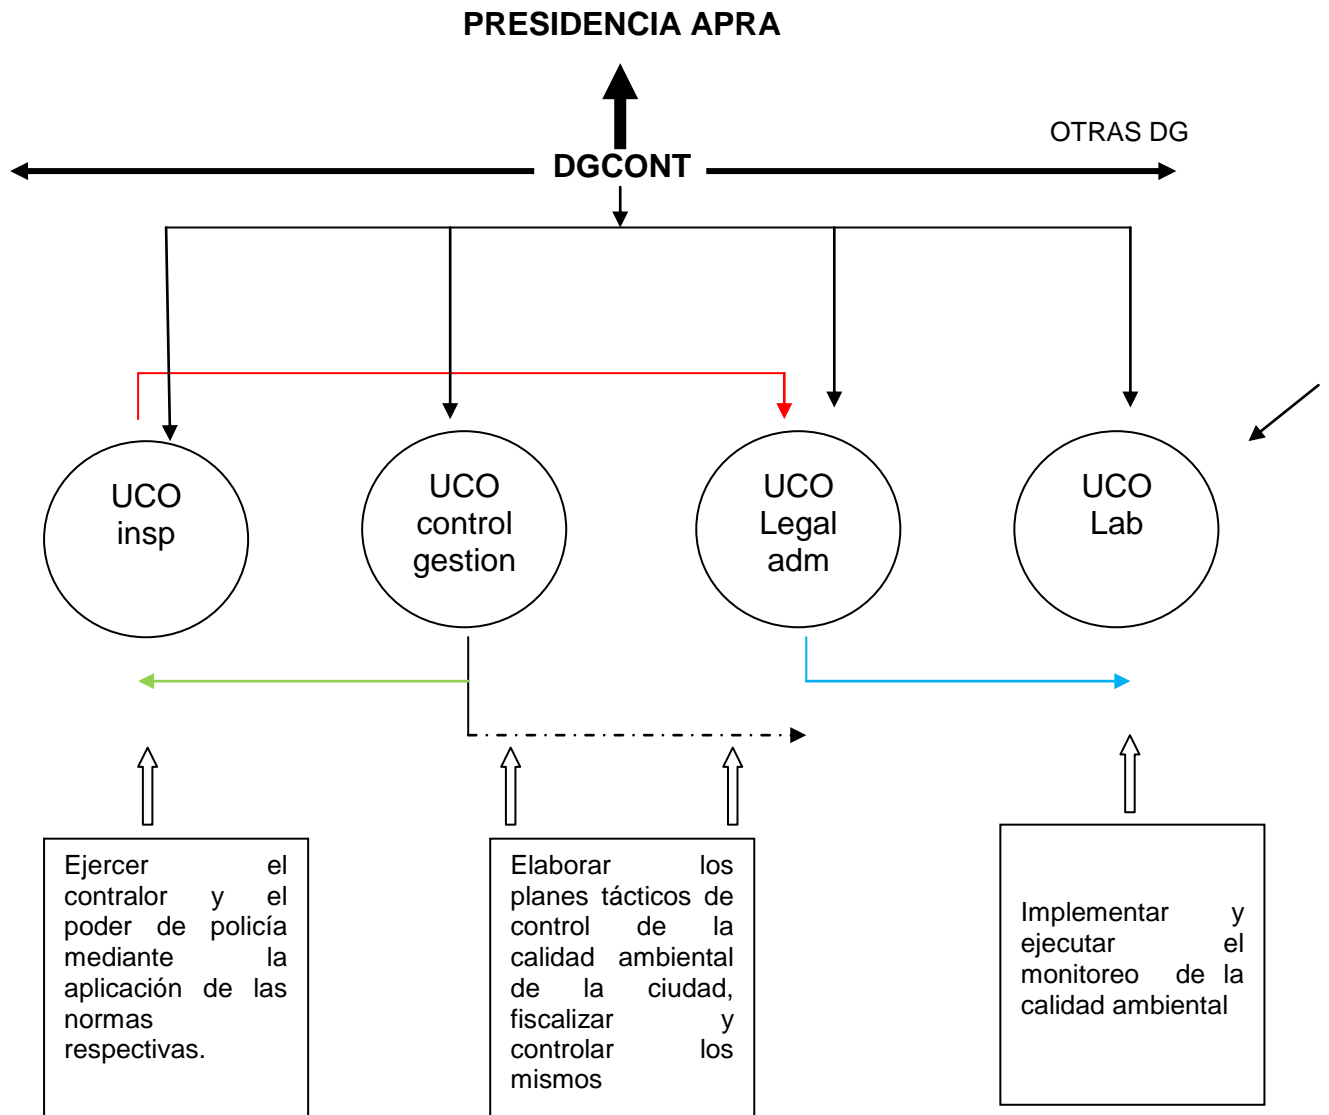 PRESIDENCIA APRA
OTRAS DG
DGCONT
UCO
insp
UCO
control
gestion
UCO
Legal
adm
UCO
Lab
Ejercer el
contralor y el
poder de policía
mediante la
aplicación de las
normas
respectivas.
Elaborar los
planes tácticos de
control de la
calidad ambiental
de la ciudad,
fiscalizar y
controlar los
mismos
Implementar y
ejecutar el
monitoreo de la
calidad ambiental